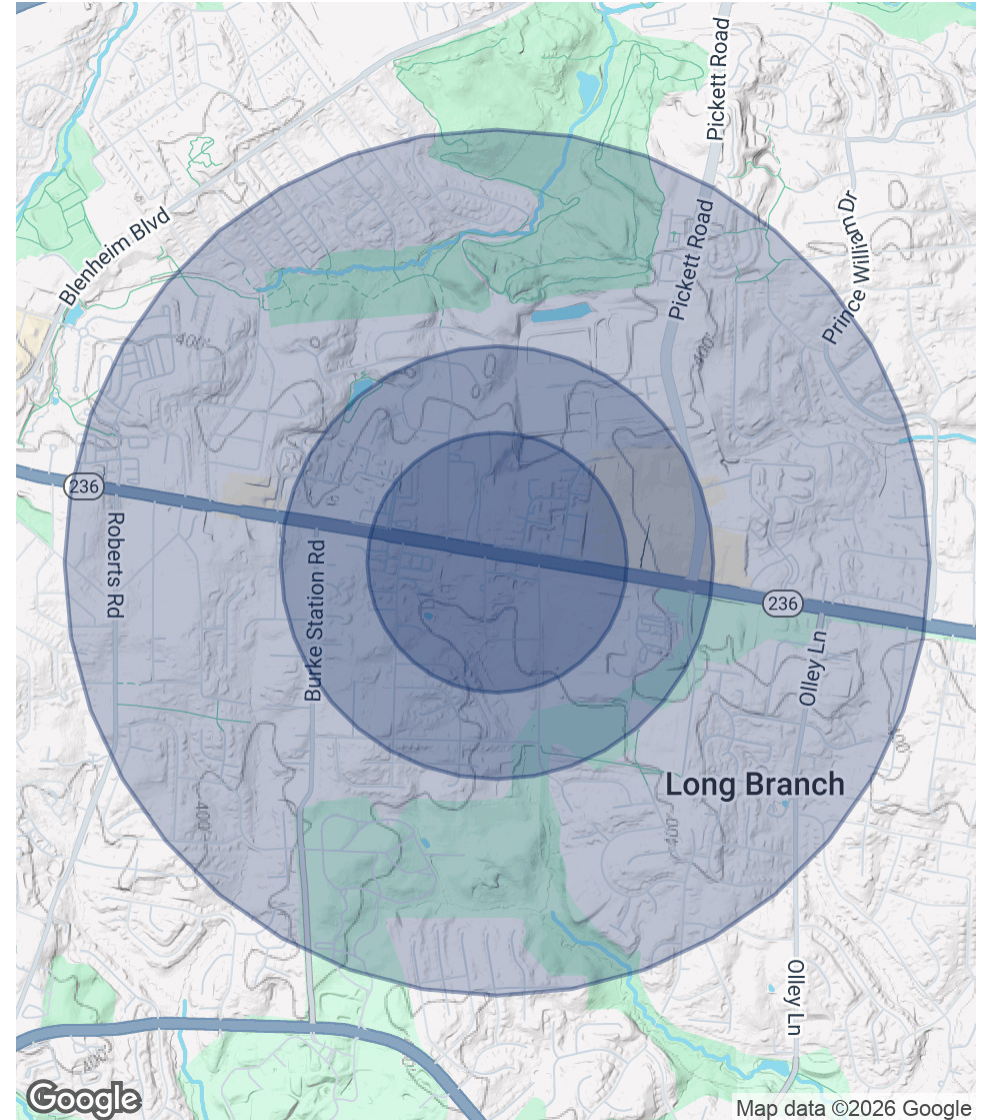 Pickett Road
Blenheim Blvd
Pickett Road
Prince William Dr
400'
400'
236
Roberts Rd
Burke Station Rd
236
Olley Ln
400'
Long Branch
400'
400'
Olley Ln
400'
Google
Map data ©2026 Google